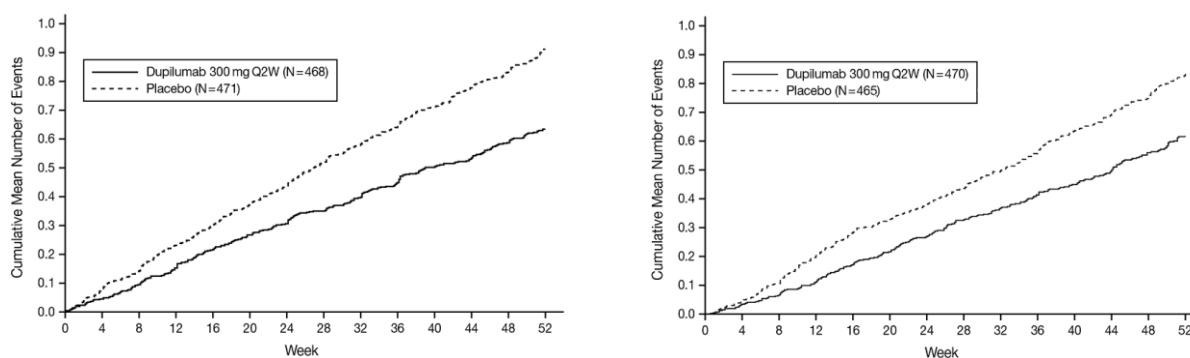 1.0
0.9
0.8
0.7
0.6
0.5
0.4
0.3
0.2
0.1
0.0
Cumulative Mean Number of Events
Dupilumab 300 mg Q2W (N=468)
Placebo (N=471)
0 4 8 12 16 20 24 28 32 36 40 44 48 52
Week
1.0
0.9
0.8
0.7
0.6
0.5
0.4
0.3
0.2
0.1
0.0
Cumulative Mean Number of Events
Dupilumab 300 mg Q2W (N=470)
Placebo (N=465)
0 4 8 12 16 20 24 28 32 36 40 44 48 52
Week